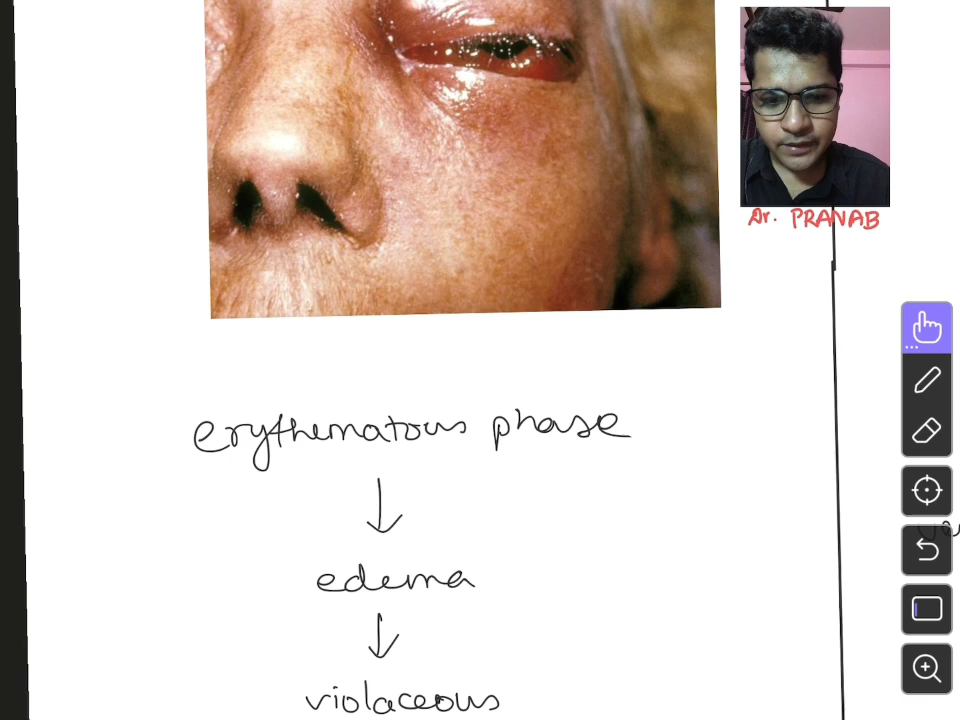 Dr. PRANAB
erythematous phase
↓
edema
↓
violaceous